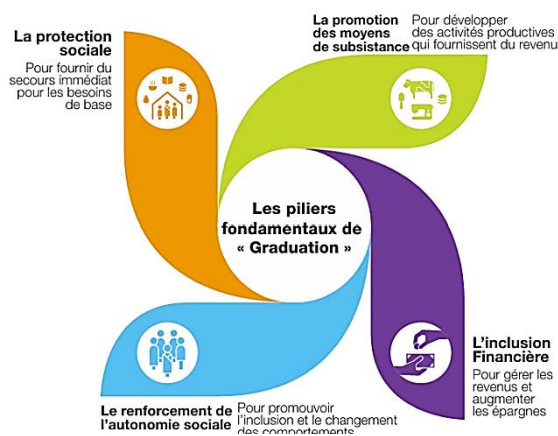 La protection
sociale
Pour fournir du
secours immédiat
pour les besoins
de base
La promotion
des moyens
de subsistance
Pour développer
des activités productives
qui fournissent du revenu
Les piliers
fondamentaux de
« Graduation »
L'inclusion
Financière
Pour gérer les
revenus et
augmenter
les épargnes
Le renforcement de
l'autonomie sociale
Pour promouvoir
l'inclusion et le changement
des comportements